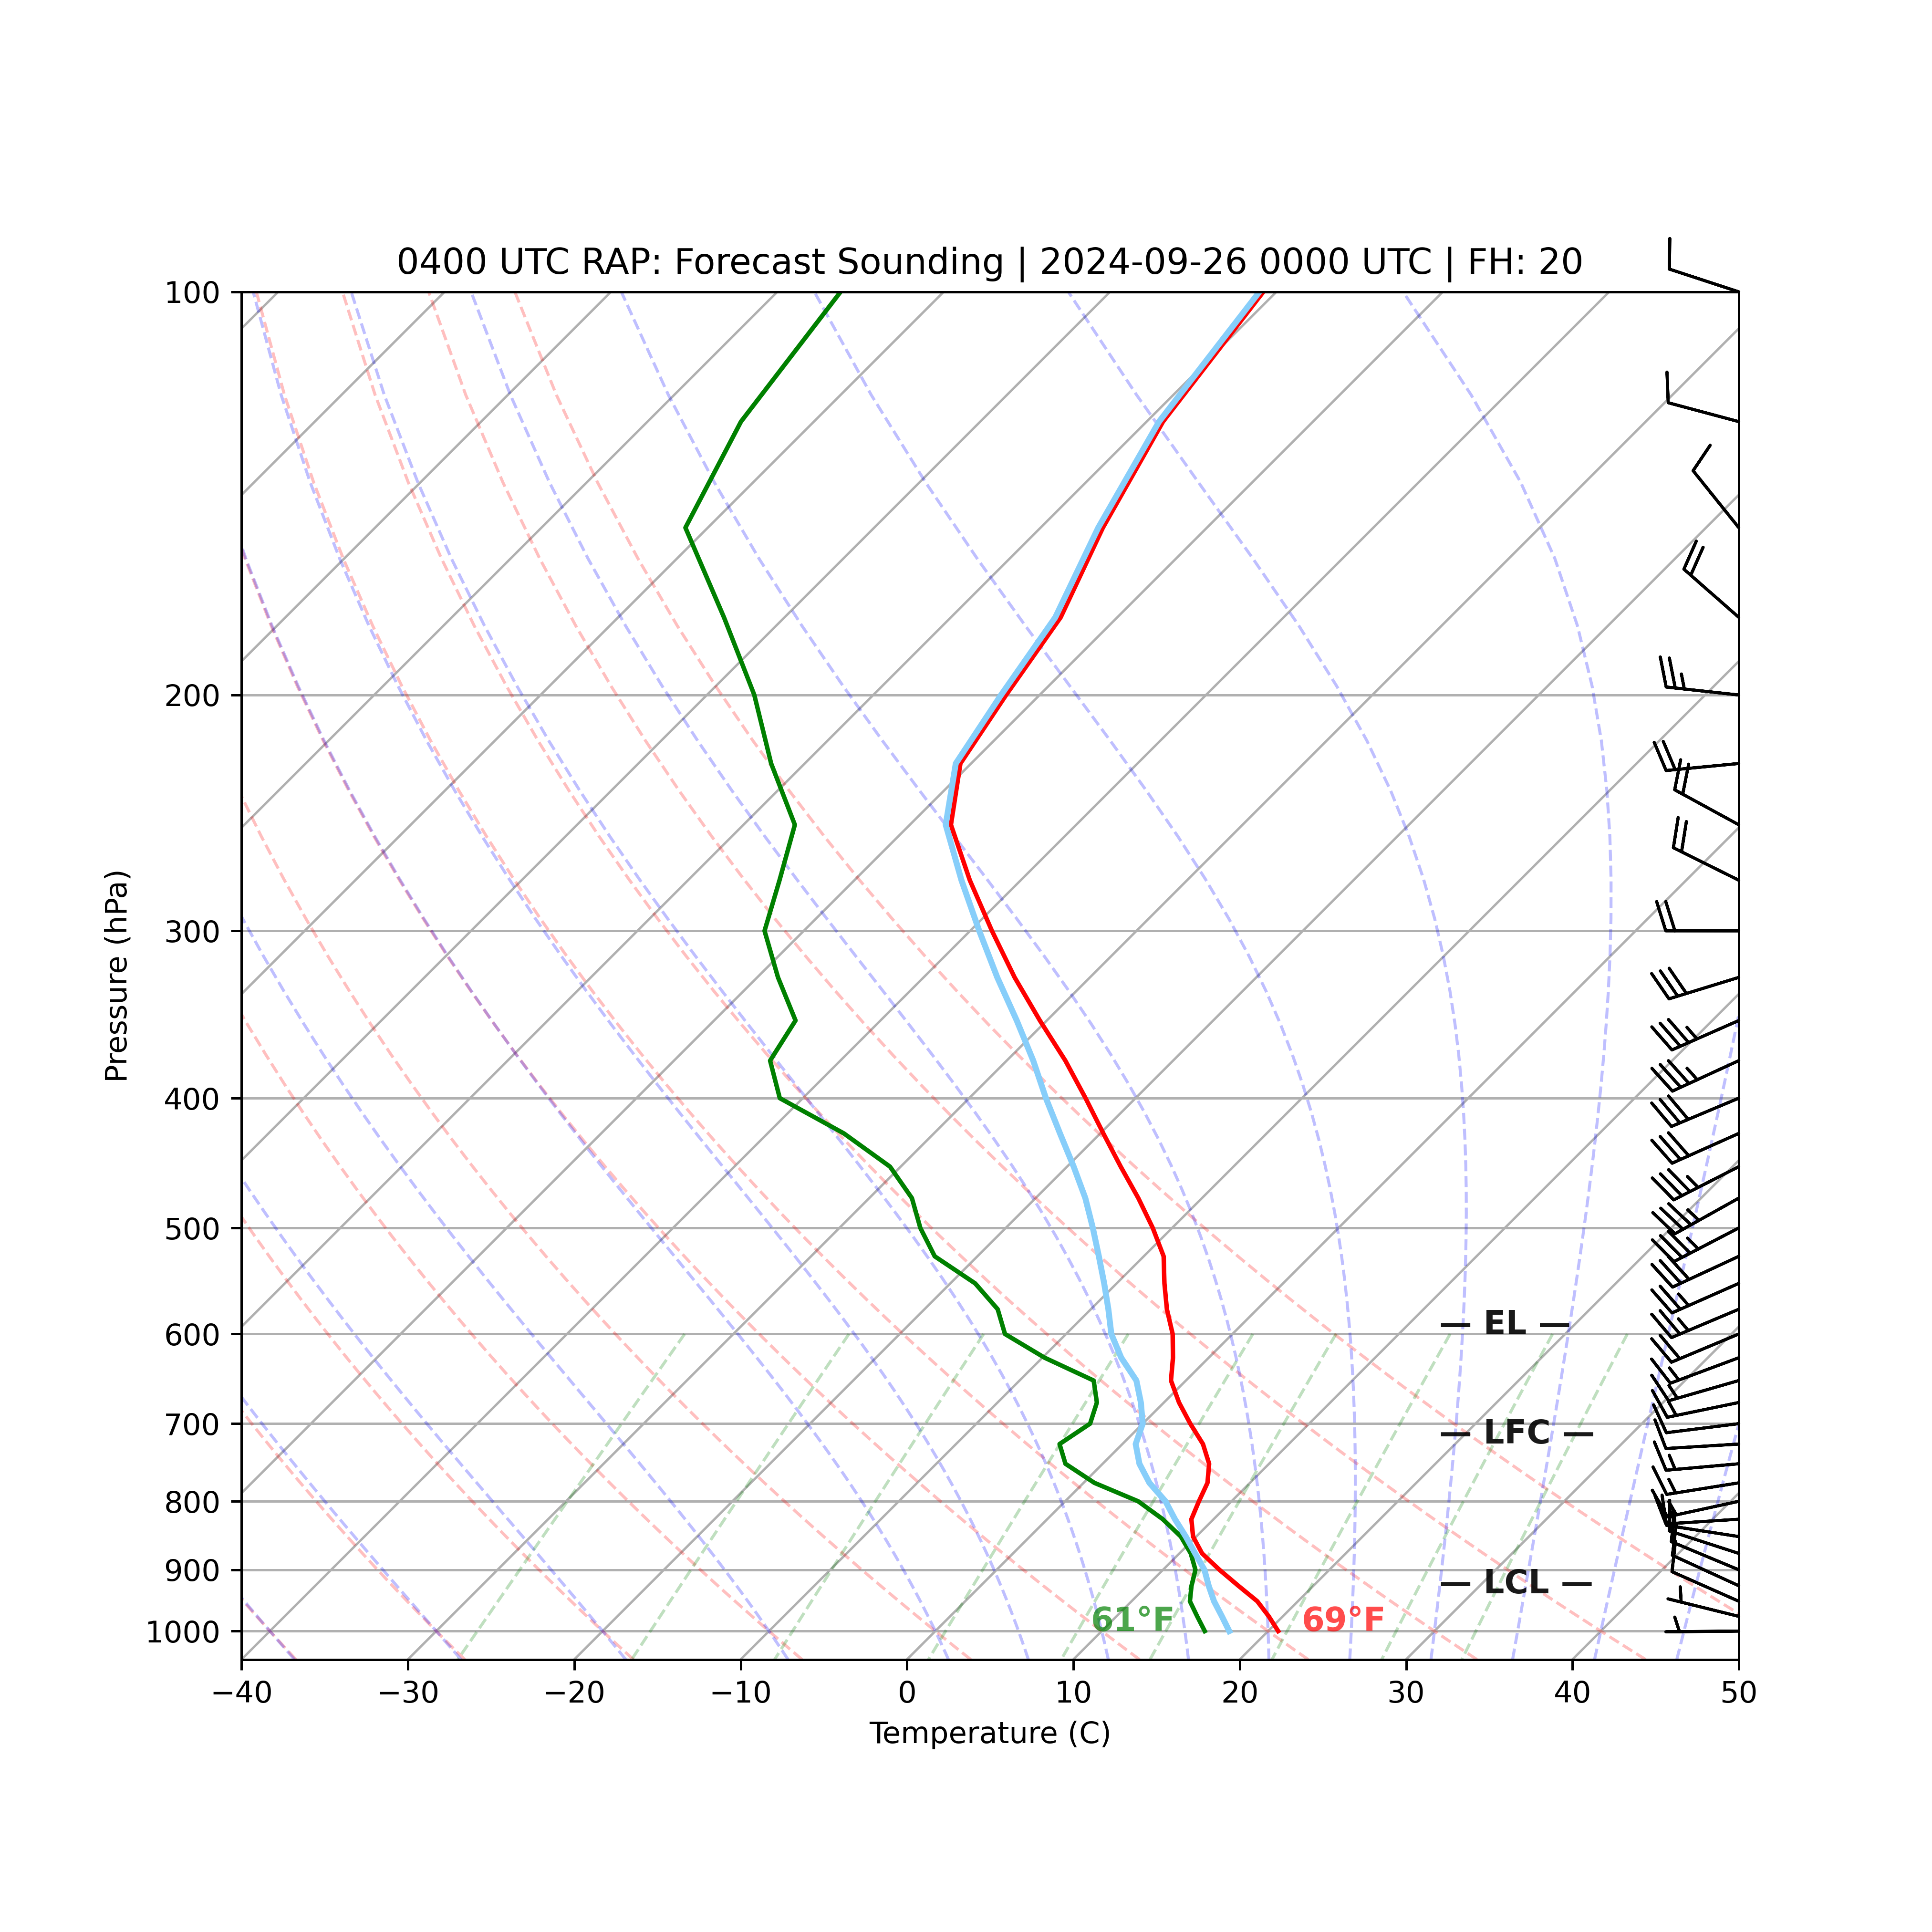 0400 UTC RAP: Forecast Sounding | 2024-09-26 0000 UTC | FH: 20
100
200
300
400
500
600
700
800
900
1000
Pressure (hPa)
— EL —
— LFC —
— LCL —
61°F
69°F
−40 −30 −20 −10 0 10 20 30 40 50
Temperature (C)